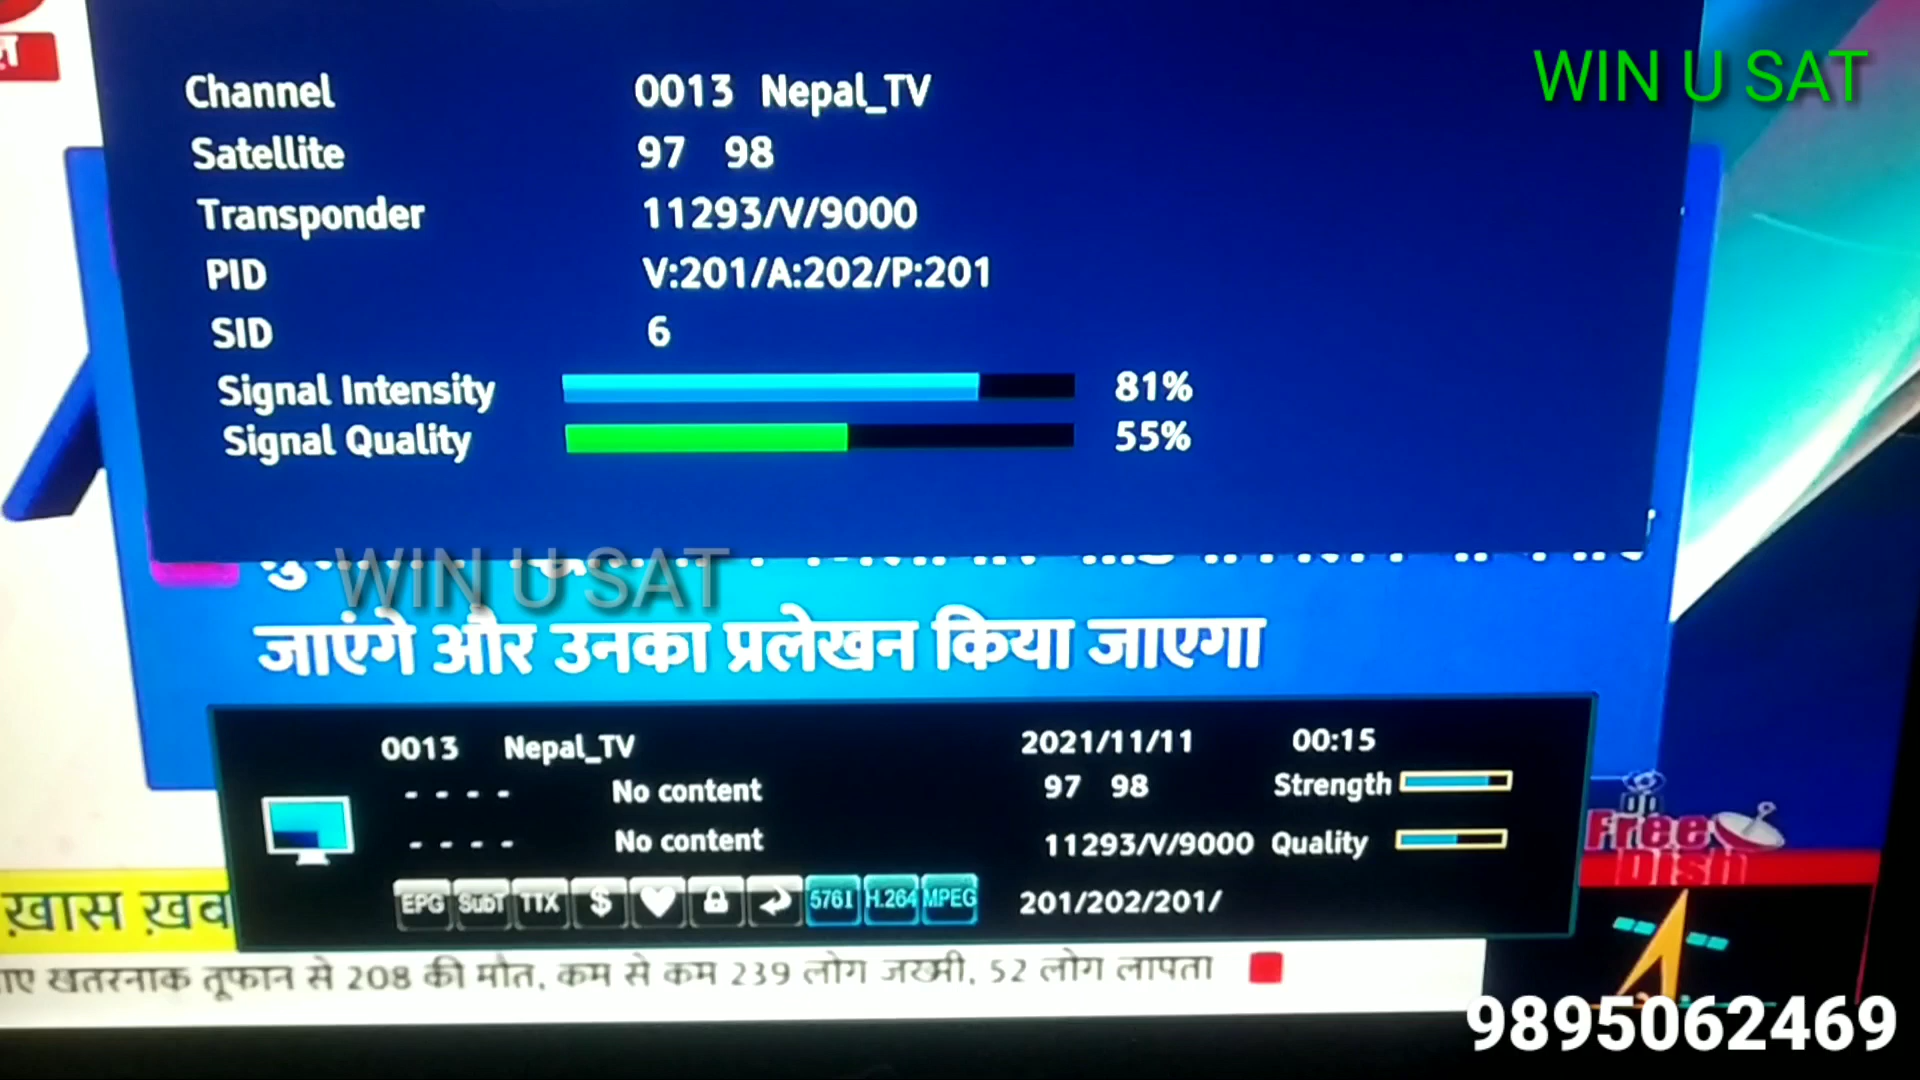 WIN U SAT
Channel 0013 Nepal_TV
Satellite 97 98
Transponder 11293/V/9000
PID V:201/A:202/P:201
SID 6
Signal Intensity 81%
Signal Quality 55%
WIN U SAT
जाएंगे और उनका प्रलेखन किया जाएगा
0013 Nepal_TV 2021/11/11 00:15
- - - - No content 97 98 Strength
- - - - No content 11293/V/9000 Quality
EPG SubT TTX $ 5761 H.264 MPEG 201/202/201/
Free Dish
ख़ास ख़ब
खतरनाक तूफान से 208 की मौत, कम से कम 239 लोग जख्मी, 52 लोग लापता
9895062469